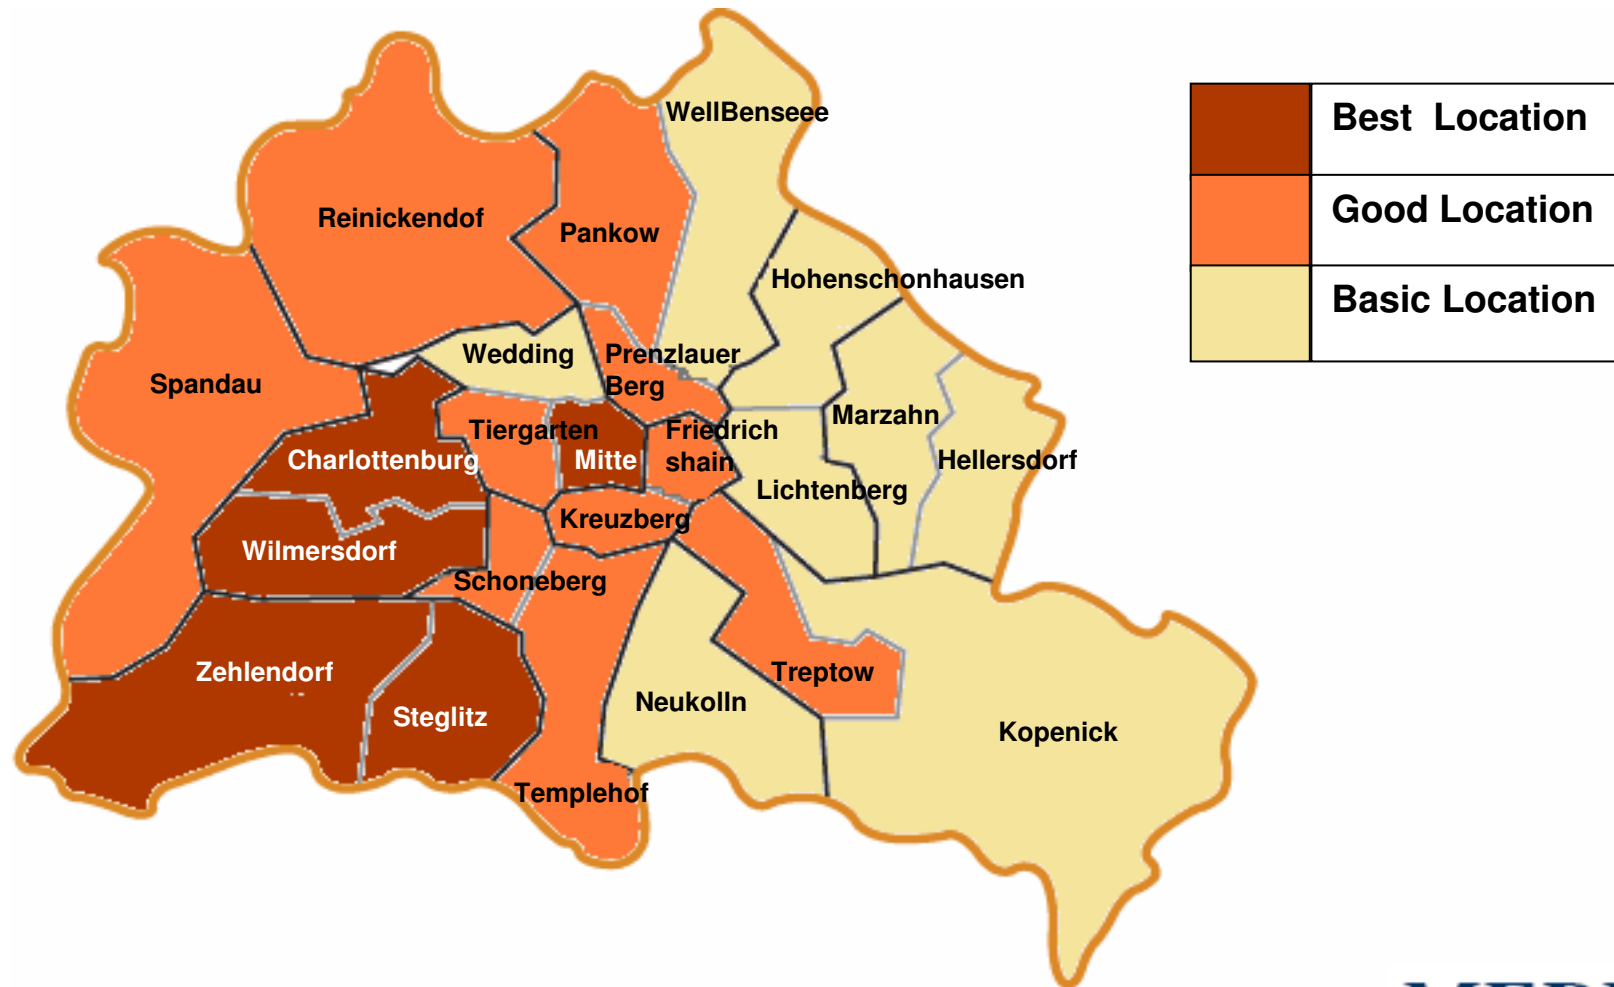 WellBenseee
Best Location
Good Location
Basic Location
Reinickendof
Pankow
Hohenschonhausen
Wedding
Prenzlauer
Berg
Spandau
Marzahn
Tiergarten
Friedrich
shain
Charlottenburg
Mitte
Hellersdorf
Lichtenberg
Kreuzberg
Wilmersdorf
Schoneberg
Zehlendorf
Treptow
Steglitz
Neukolln
Kopenick
Templehof